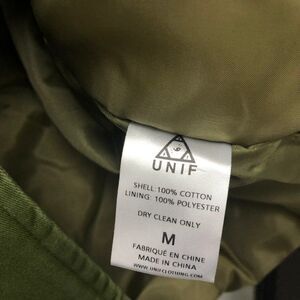 UNIF
SHELL:100% COTTON
LINING: 100% POLYESTER
DRY CLEAN ONLY
M
FABRIQUÉ EN CHINE
MADE IN CHINA
WWW.UNIFCLOTHING.COM